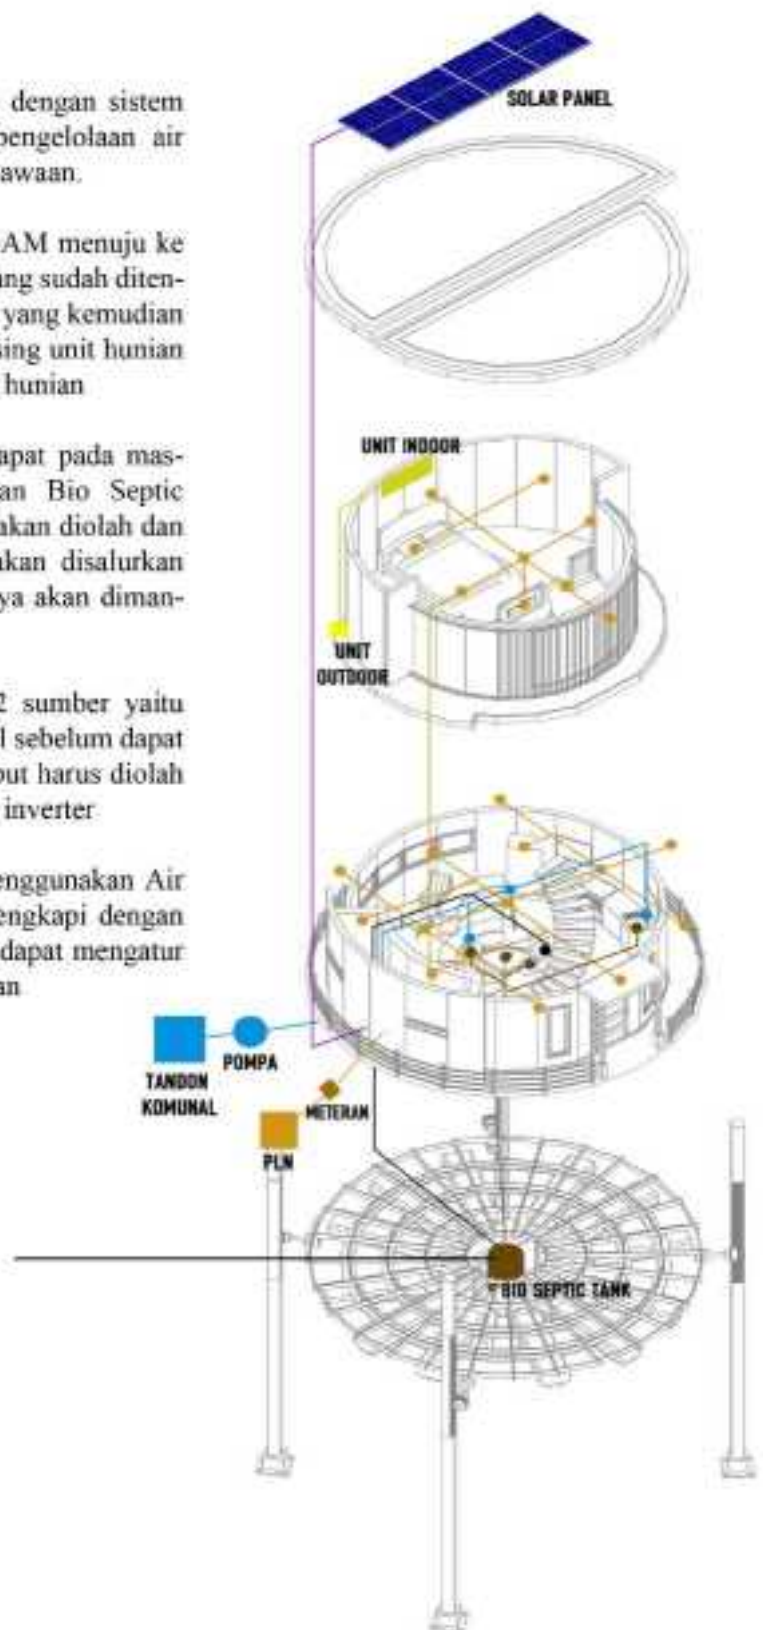 dengan sistem
pengelolaan air
awaan.
AM menuju ke
ang sudah diten-
yang kemudian
sing unit hunian
hunian
apat pada mas-
an Bio Septic
akan diolah dan
akan disalurkan
ya akan diman-
2 sumber yaitu
l sebelum dapat
but harus diolah
inverter
enggunakan Air
engkapi dengan
dapat mengatur
an
SOLAR PANEL
UNIT INDOOR
UNIT
OUTDOOR
POMPA
TANDON
KOMUNAL
METERAN
PLN
BIO SEPTIC TANK